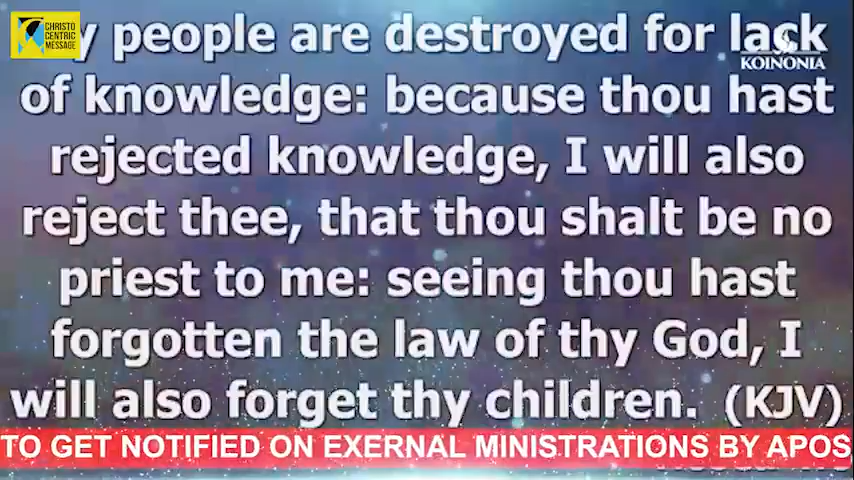 CHRISTO
CENTRIC
MESSAGE
y people are destroyed for lack
KOINONIA
of knowledge: because thou hast
rejected knowledge, I will also
reject thee, that thou shalt be no
priest to me: seeing thou hast
forgotten the law of thy God, I
will also forget thy children. (KJV)
TO GET NOTIFIED ON EXERNAL MINISTRATIONS BY APOS